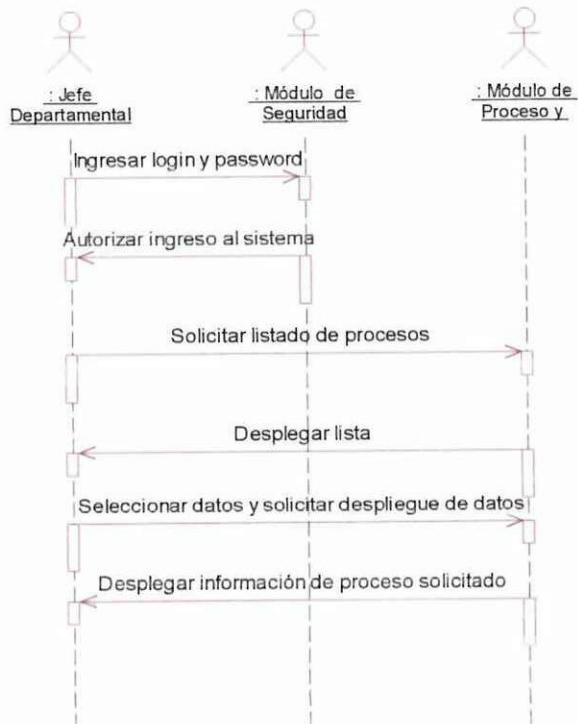 : Jefe
Departamental
: Módulo de
Seguridad
: Módulo de
Proceso y
Ingresar login y password
Autorizar ingreso al sistema
Solicitar listado de procesos
Desplegar lista
Seleccionar datos y solicitar despliegue de datos
Desplegar información de proceso solicitado